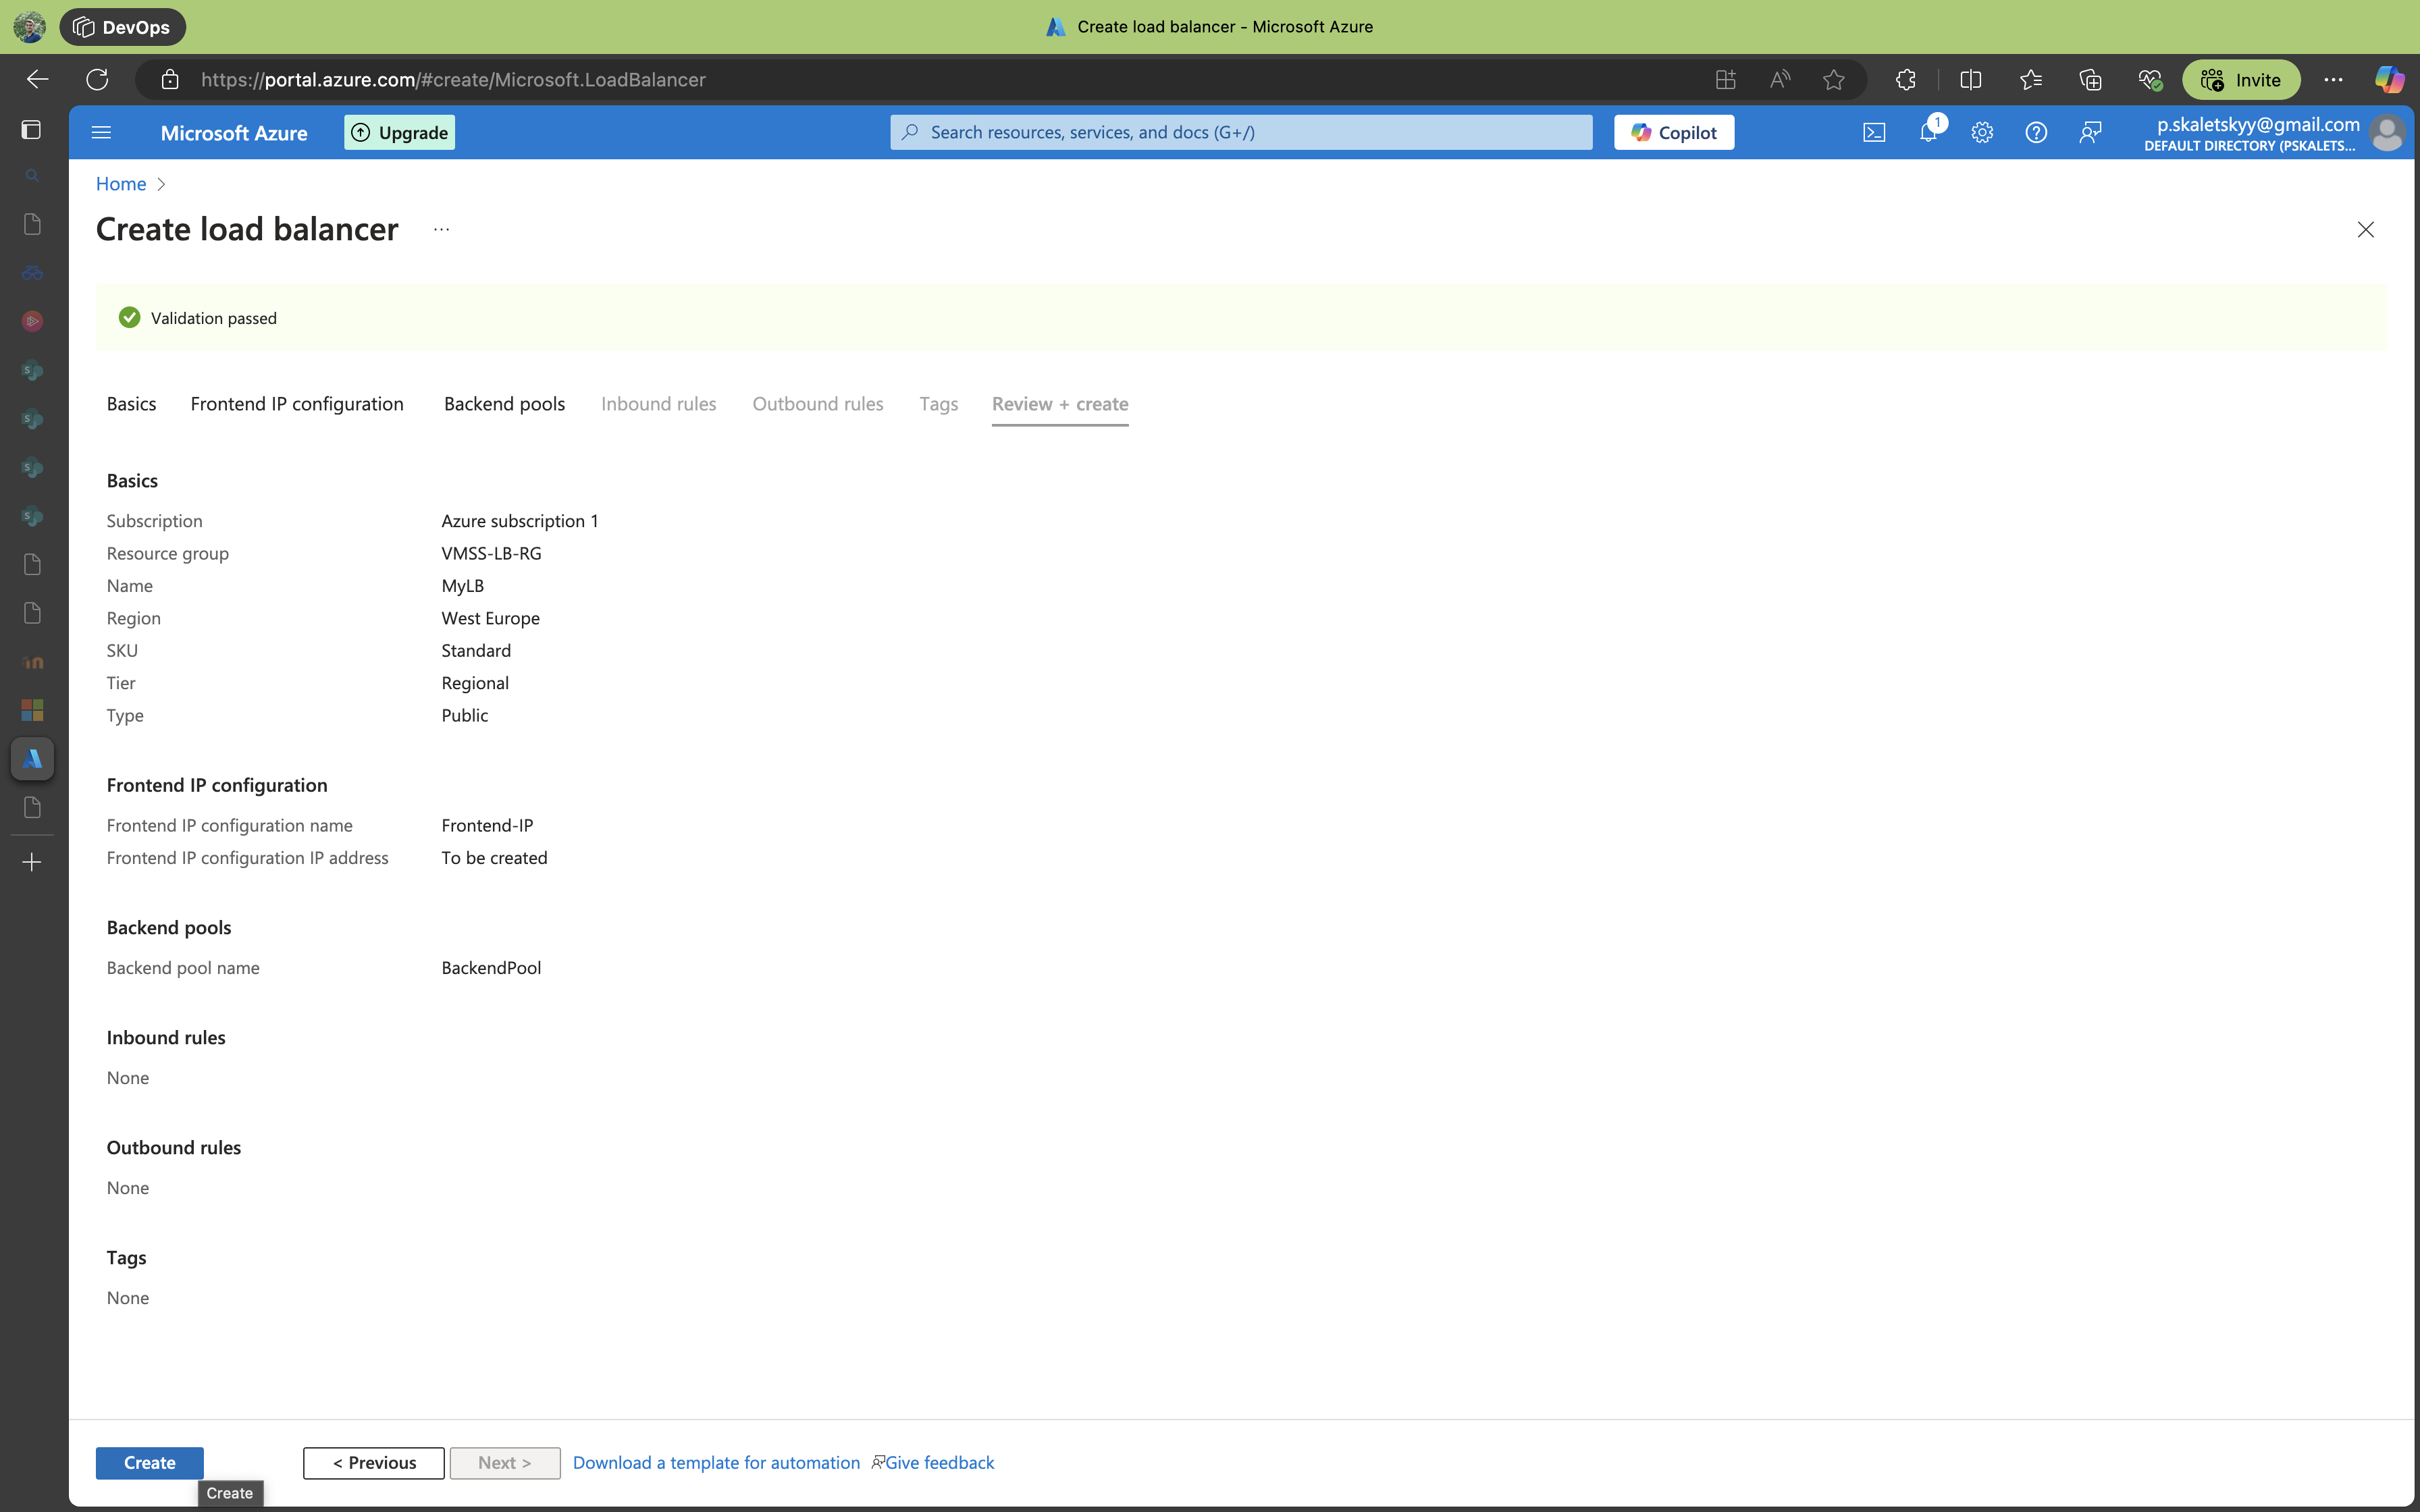 DevOps
Create load balancer - Microsoft Azure
https://portal.azure.com/#create/Microsoft.LoadBalancer
Invite
Microsoft Azure
Upgrade
Search resources, services, and docs (G+/)
Copilot
1
p.skaletskyy@gmail.com
DEFAULT DIRECTORY (PSKALETS...
Home
Create load balancer
Validation passed
Basics
Frontend IP configuration
Backend pools
Inbound rules
Outbound rules
Tags
Review + create
Basics
Subscription Azure subscription 1
Resource group VMSS-LB-RG
Name MyLB
Region West Europe
SKU Standard
Tier Regional
Type Public
Frontend IP configuration
Frontend IP configuration name Frontend-IP
Frontend IP configuration IP address To be created
Backend pools
Backend pool name BackendPool
Inbound rules
None
Outbound rules
None
Tags
None
Create
< Previous
Next >
Download a template for automation
Give feedback
Create